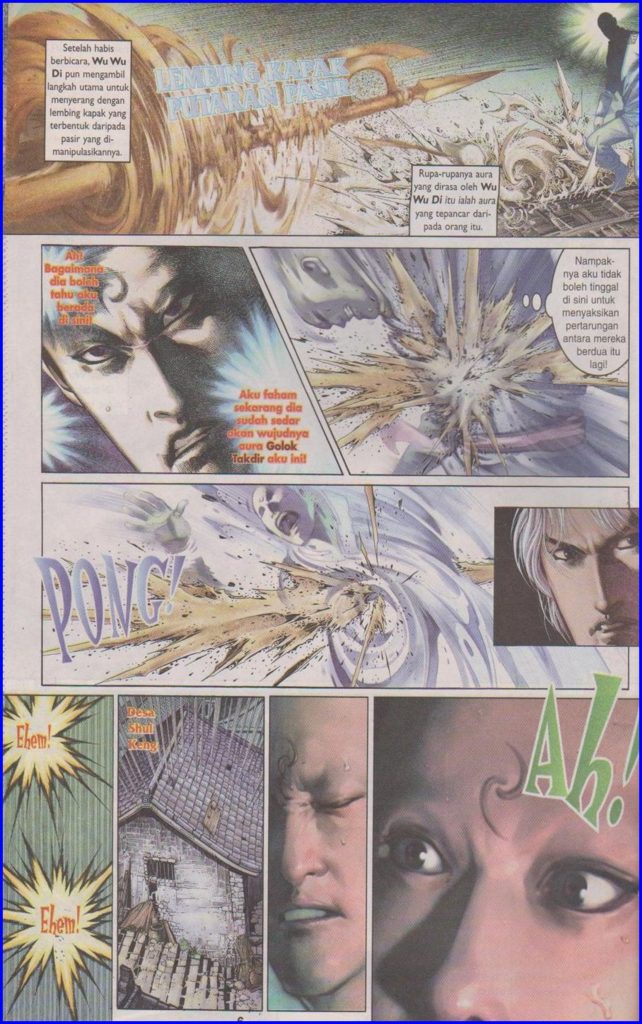 Setelah habis
berbicara, Wu Wu
Di pun mengambil
langkah utama untuk
menyerang dengan
lembing kapak yang
terbentuk daripada
pasir yang di-
manipulasikannya.
LEMBING KAPAK
PUTARAN PASIR
Rupa-rupanya aura
yang dirasa oleh Wu
Wu Di itu ialah aura
yang tepancar dari-
pada orang itu.
Ah!
Bagaimana
dia boleh
tahu aku
berada
di sini!
Aku faham
sekarang dia
sudah sedar
akan wujudnya
aura Golok
Takdir aku ini!
Nampak-
nya aku tidak
boleh tinggal
di sini untuk
menyaksikan
pertarungan
antara mereka
berdua itu
lagi!
PONG!
Ehem!
Ehem!
Desa
Shui
Keng
Ah!
6